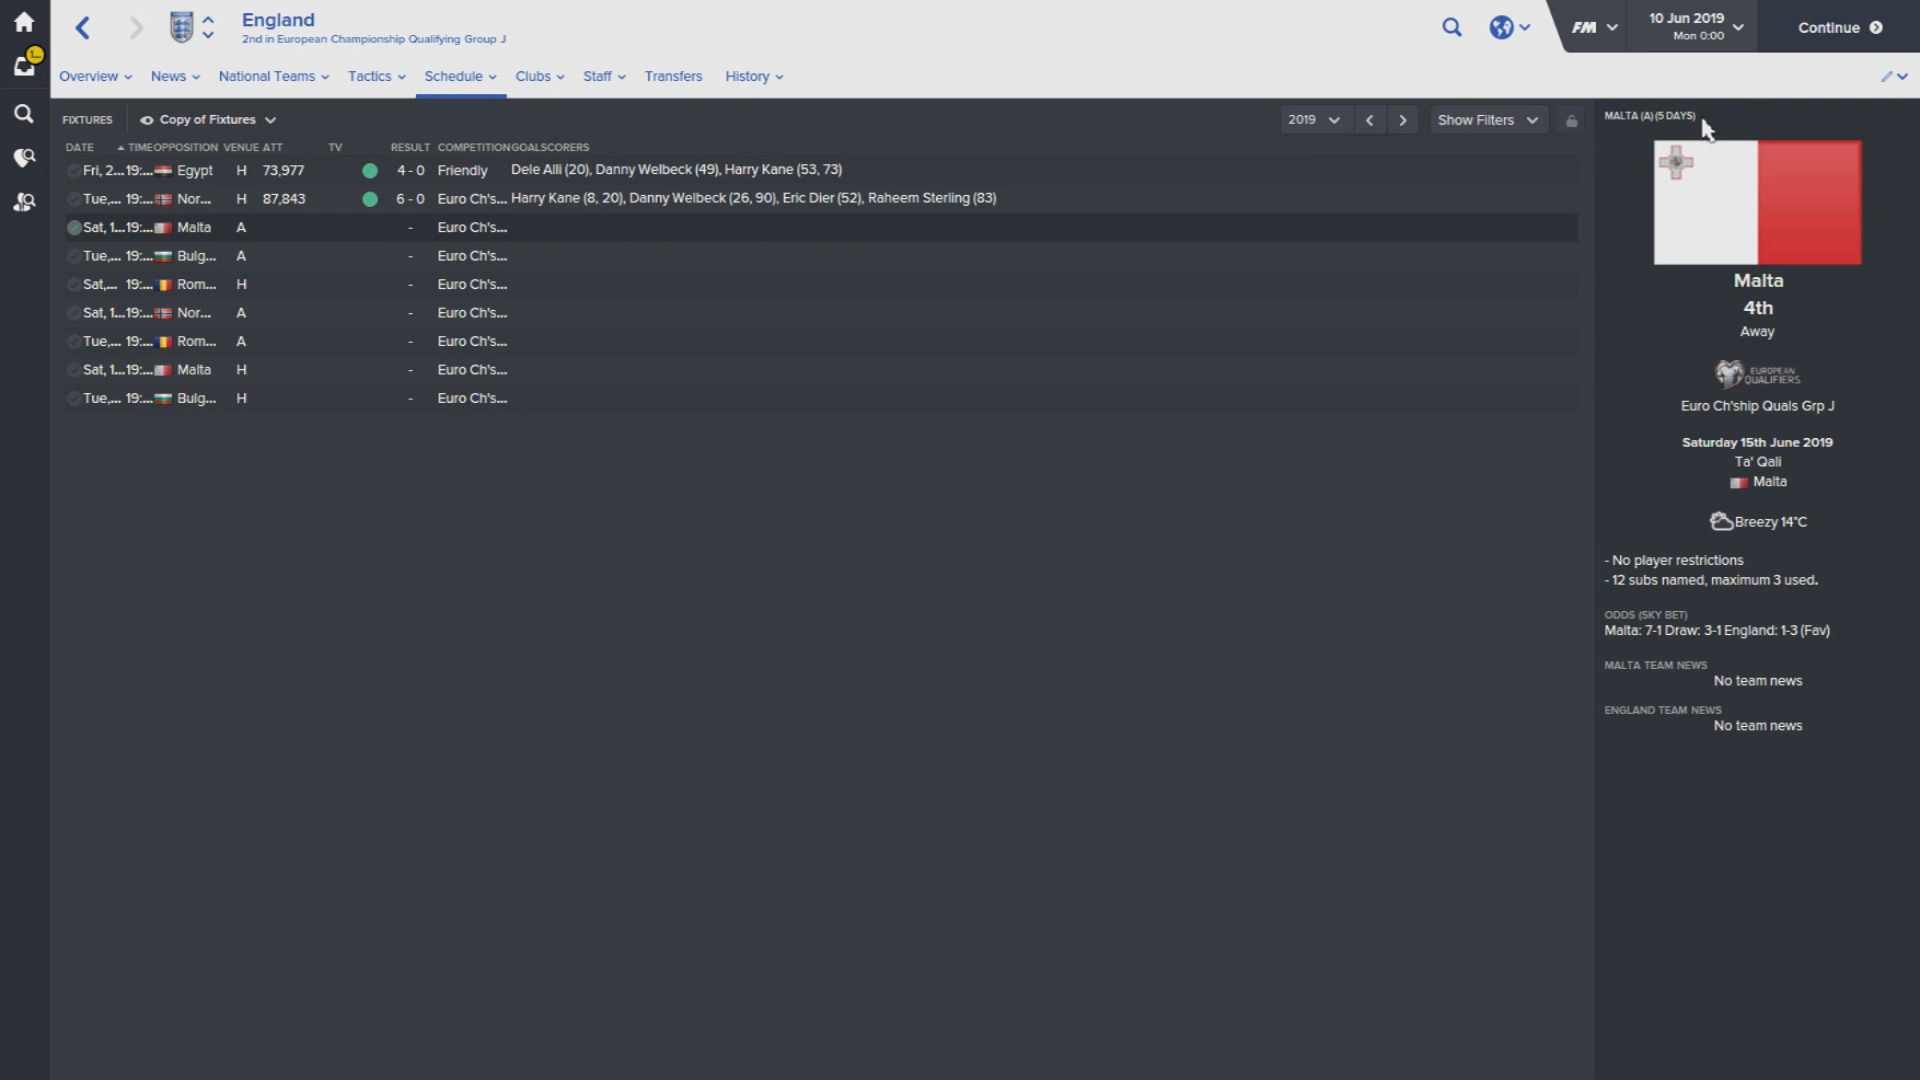 England
2nd in European Championship Qualifying Group J
FM
10 Jun 2019
Mon 0:00
Continue
Overview News National Teams Tactics Schedule Clubs Staff Transfers History
FIXTURES Copy of Fixtures 2019 Show Filters
DATE TIME OPPOSITION VENUE ATT TV RESULT COMPETITION GOALSCORERS
Fri, 2... 19:... Egypt H 73,977 4 - 0 Friendly Dele Alli (20), Danny Welbeck (49), Harry Kane (53, 73)
Tue,... 19:... Nor... H 87,843 6 - 0 Euro Ch's... Harry Kane (8, 20), Danny Welbeck (26, 90), Eric Dier (52), Raheem Sterling (83)
Sat, 1... 19:... Malta A - Euro Ch's...
Tue,... 19:... Bulg... A - Euro Ch's...
Sat,... 19:... Rom... H - Euro Ch's...
Sat, 1... 19:... Nor... A - Euro Ch's...
Tue,... 19:... Rom... A - Euro Ch's...
Sat, 1... 19:... Malta H - Euro Ch's...
Tue,... 19:... Bulg... H - Euro Ch's...
MALTA (A) (5 DAYS)
Malta
4th
Away
EUROPEAN
QUALIFIERS
Euro Ch'ship Quals Grp J
Saturday 15th June 2019
Ta' Qali
Malta
Breezy 14°C
- No player restrictions
- 12 subs named, maximum 3 used.
ODDS (SKY BET)
Malta: 7-1 Draw: 3-1 England: 1-3 (Fav)
MALTA TEAM NEWS
No team news
ENGLAND TEAM NEWS
No team news